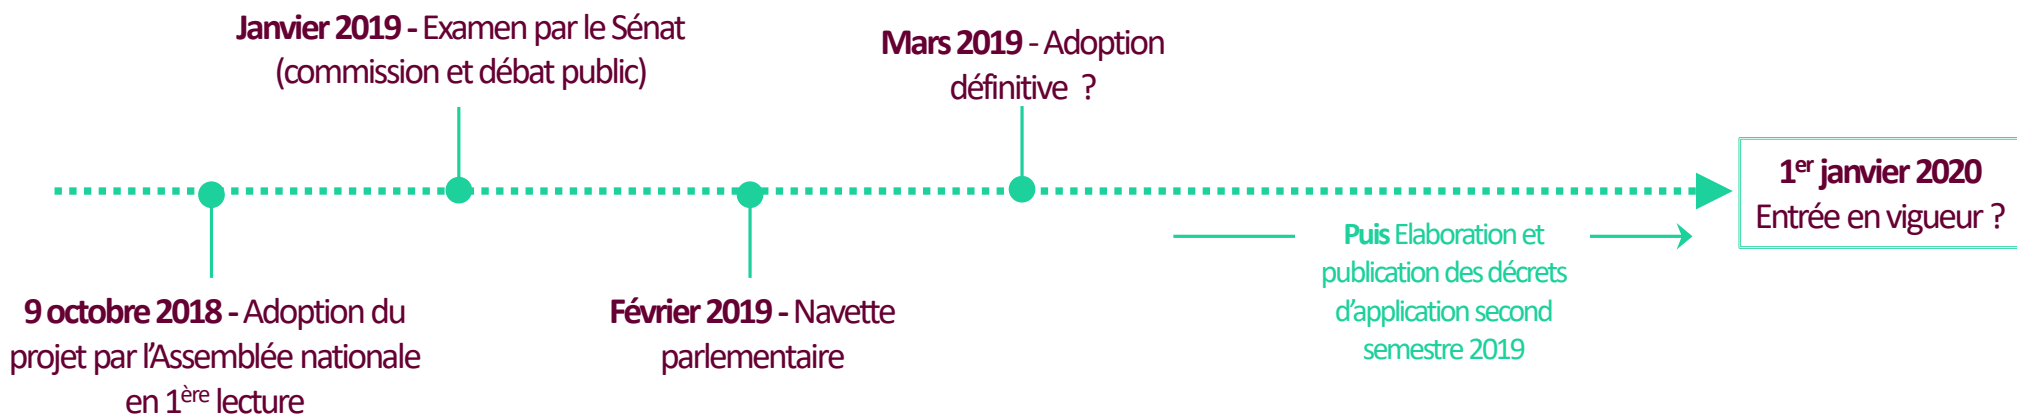 Janvier 2019 - Examen par le Sénat
(commission et débat public)
Mars 2019 - Adoption
définitive ?
1er janvier 2020
Entrée en vigueur ?
Puis Elaboration et
publication des décrets
d’application second
semestre 2019
9 octobre 2018 - Adoption du
projet par l’Assemblée nationale
en 1ère lecture
Février 2019 - Navette
parlementaire